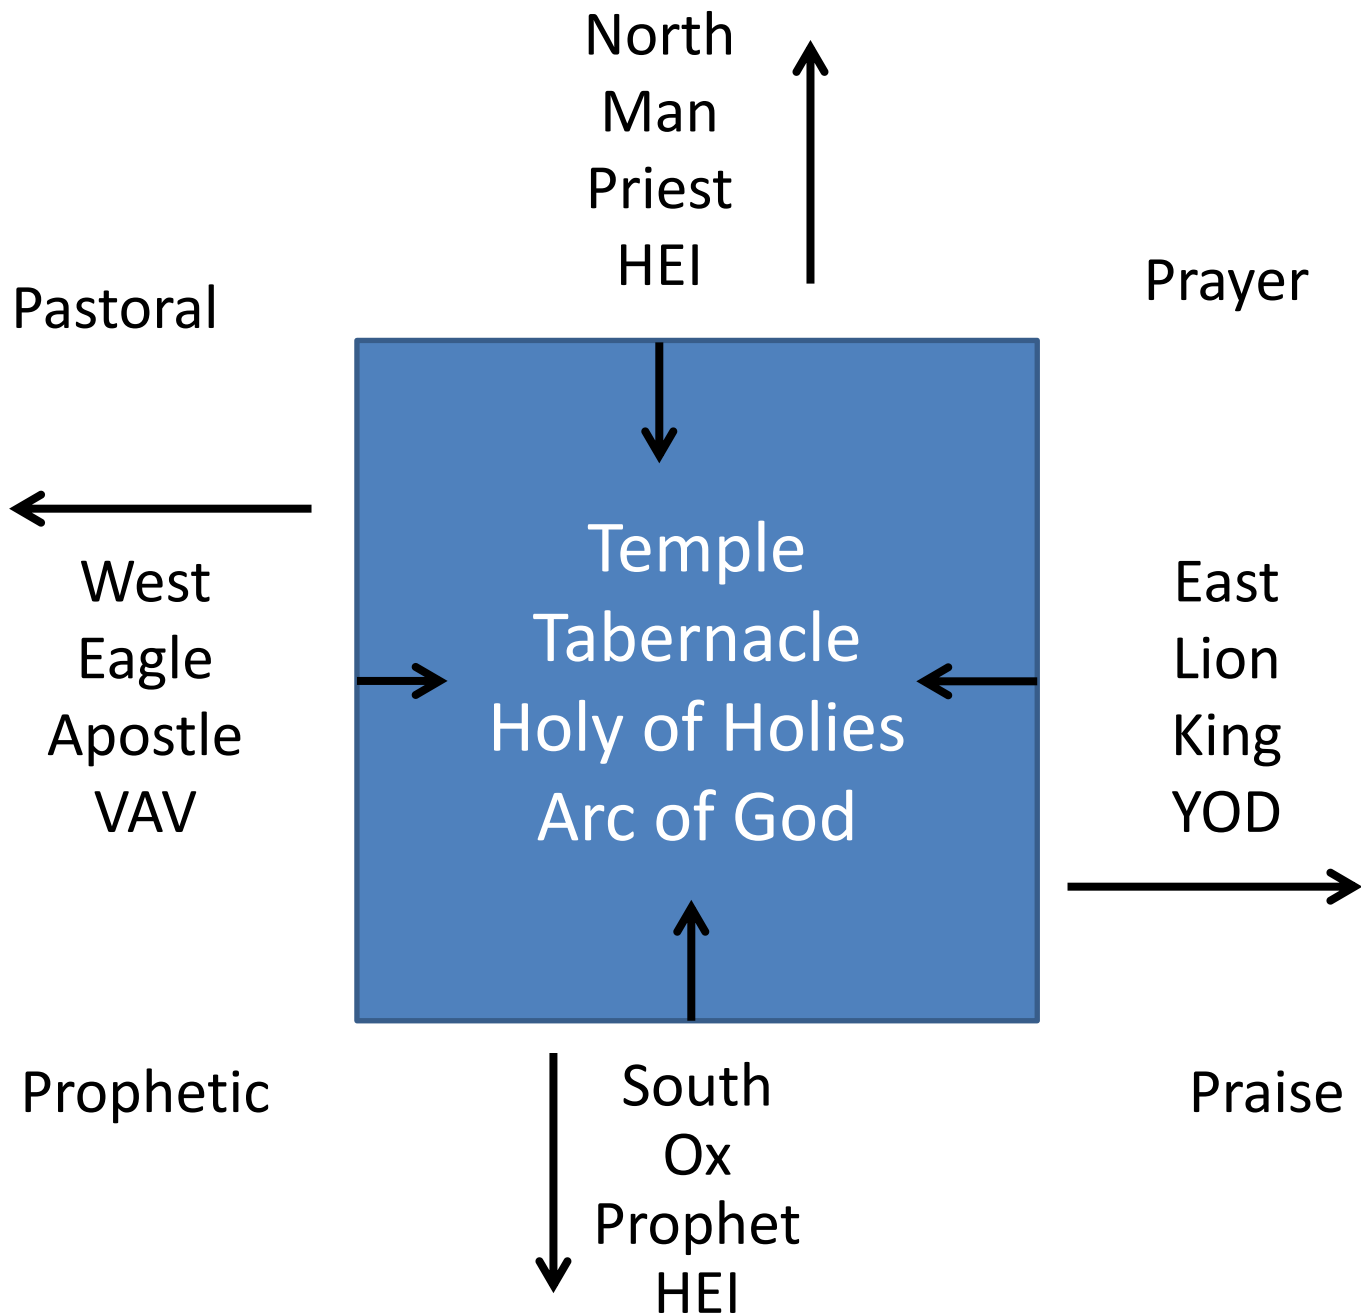 North
Man
Priest
HEI
Pastoral
Prayer
West
Eagle
Apostle
VAV
Temple
Tabernacle
Holy of Holies
Arc of God
East
Lion
King
YOD
Prophetic
South
Ox
Prophet
HEI
Praise